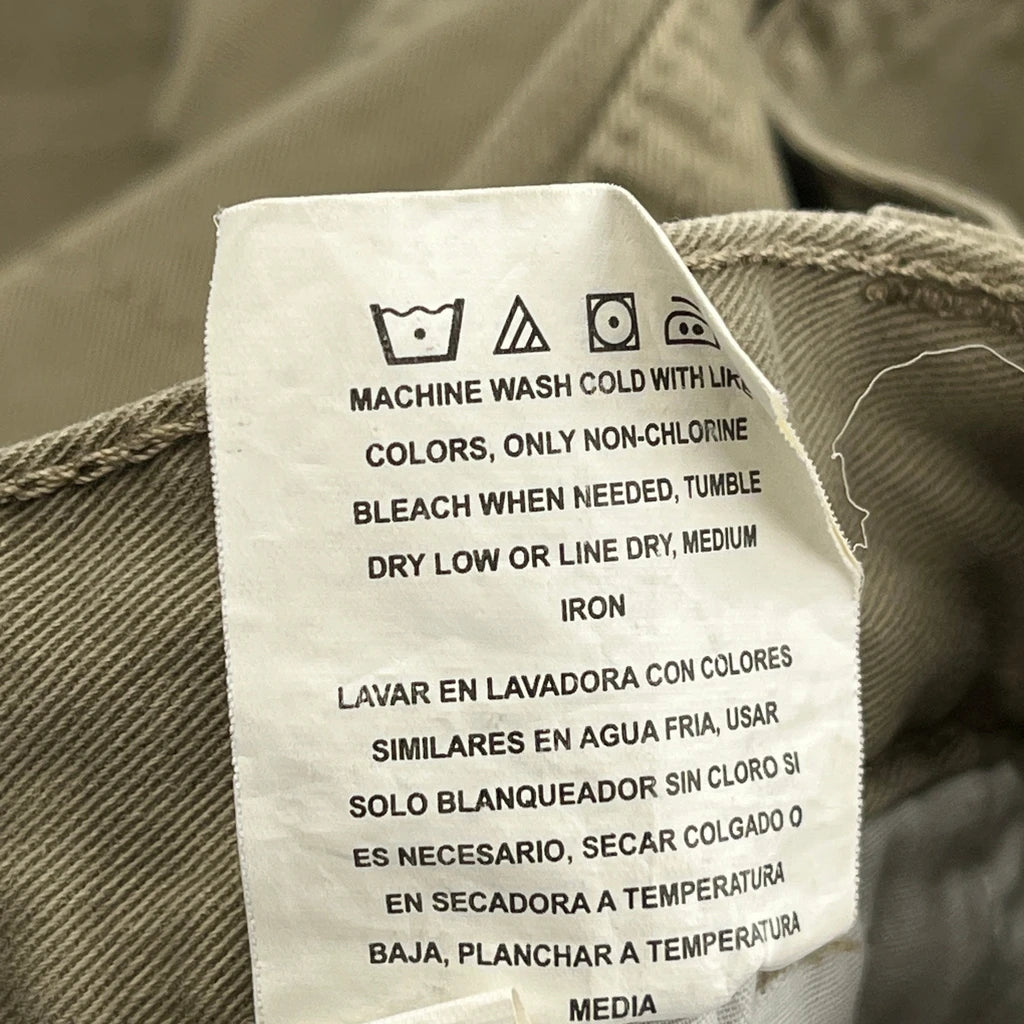 MACHINE WASH COLD WITH LIKE
COLORS, ONLY NON-CHLORINE
BLEACH WHEN NEEDED, TUMBLE
DRY LOW OR LINE DRY, MEDIUM
IRON
LAVAR EN LAVADORA CON COLORES
SIMILARES EN AGUA FRIA, USAR
SOLO BLANQUEADOR SIN CLORO SI
ES NECESARIO, SECAR COLGADO O
EN SECADORA A TEMPERATURA
BAJA, PLANCHAR A TEMPERATURA
MEDIA